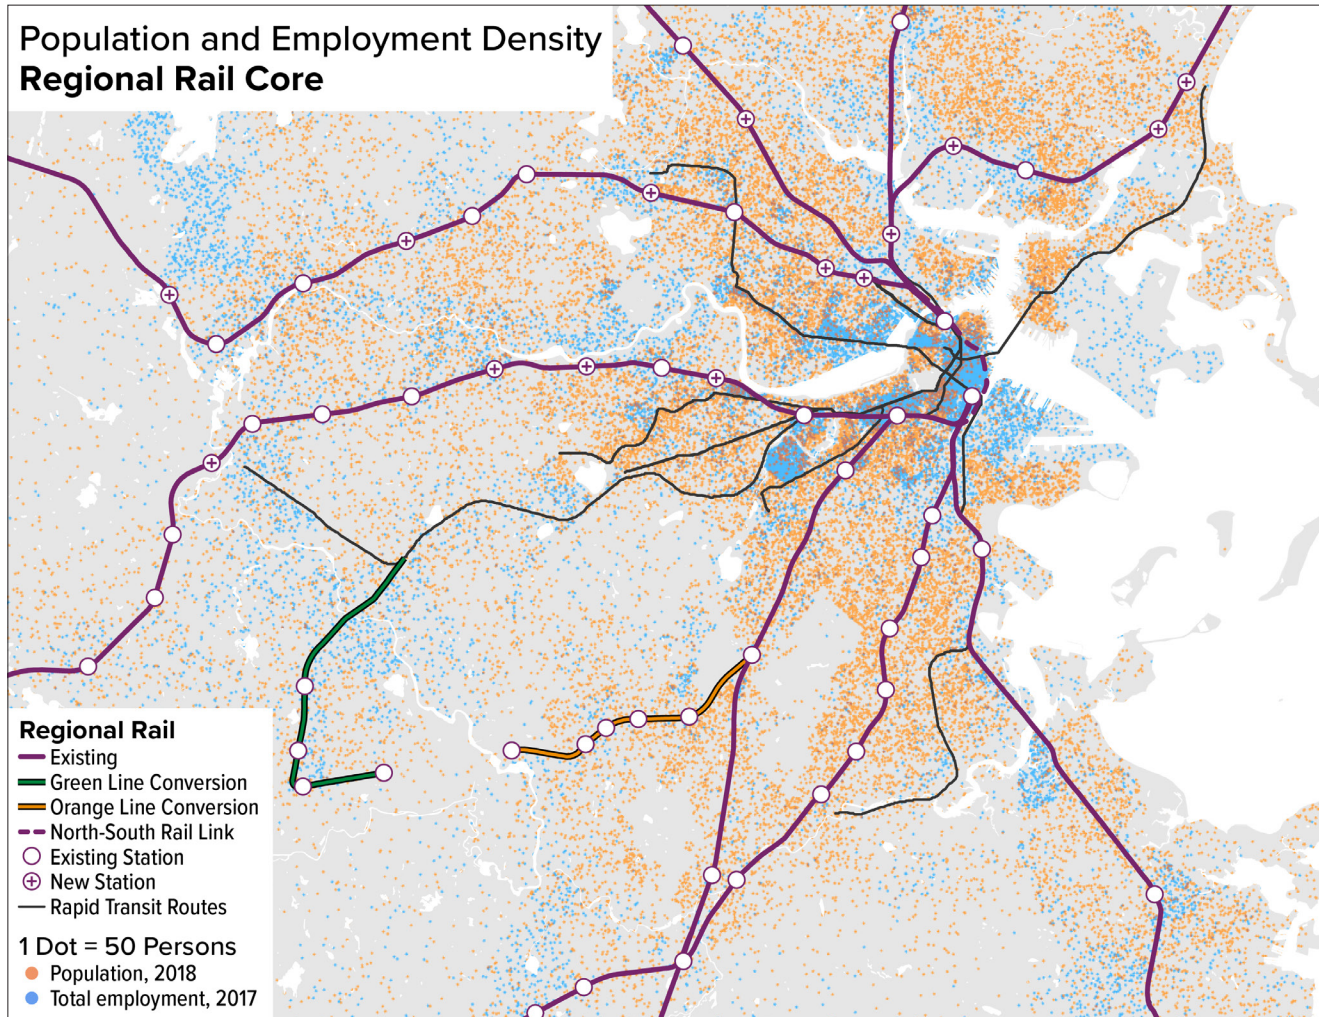 Population and Employment Density
Regional Rail Core
Regional Rail
Existing
Green Line Conversion
Orange Line Conversion
North-South Rail Link
Existing Station
New Station
Rapid Transit Routes
1 Dot = 50 Persons
Population, 2018
Total employment, 2017